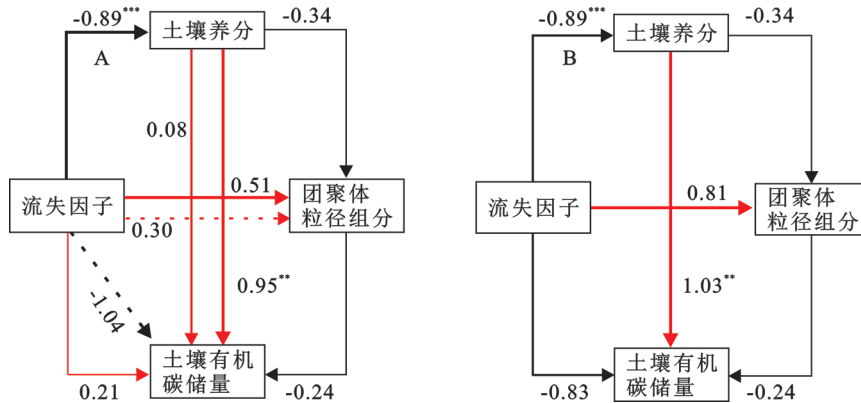 -0.89***
土壤养分
-0.34
A
0.08
流失因子
0.51
0.30
团聚体
粒径组分
-1.04
0.95**
土壤有机
碳储量
0.21
-0.24
-0.89***
土壤养分
-0.34
B
流失因子
0.81
团聚体
粒径组分
1.03**
土壤有机
碳储量
-0.83
-0.24